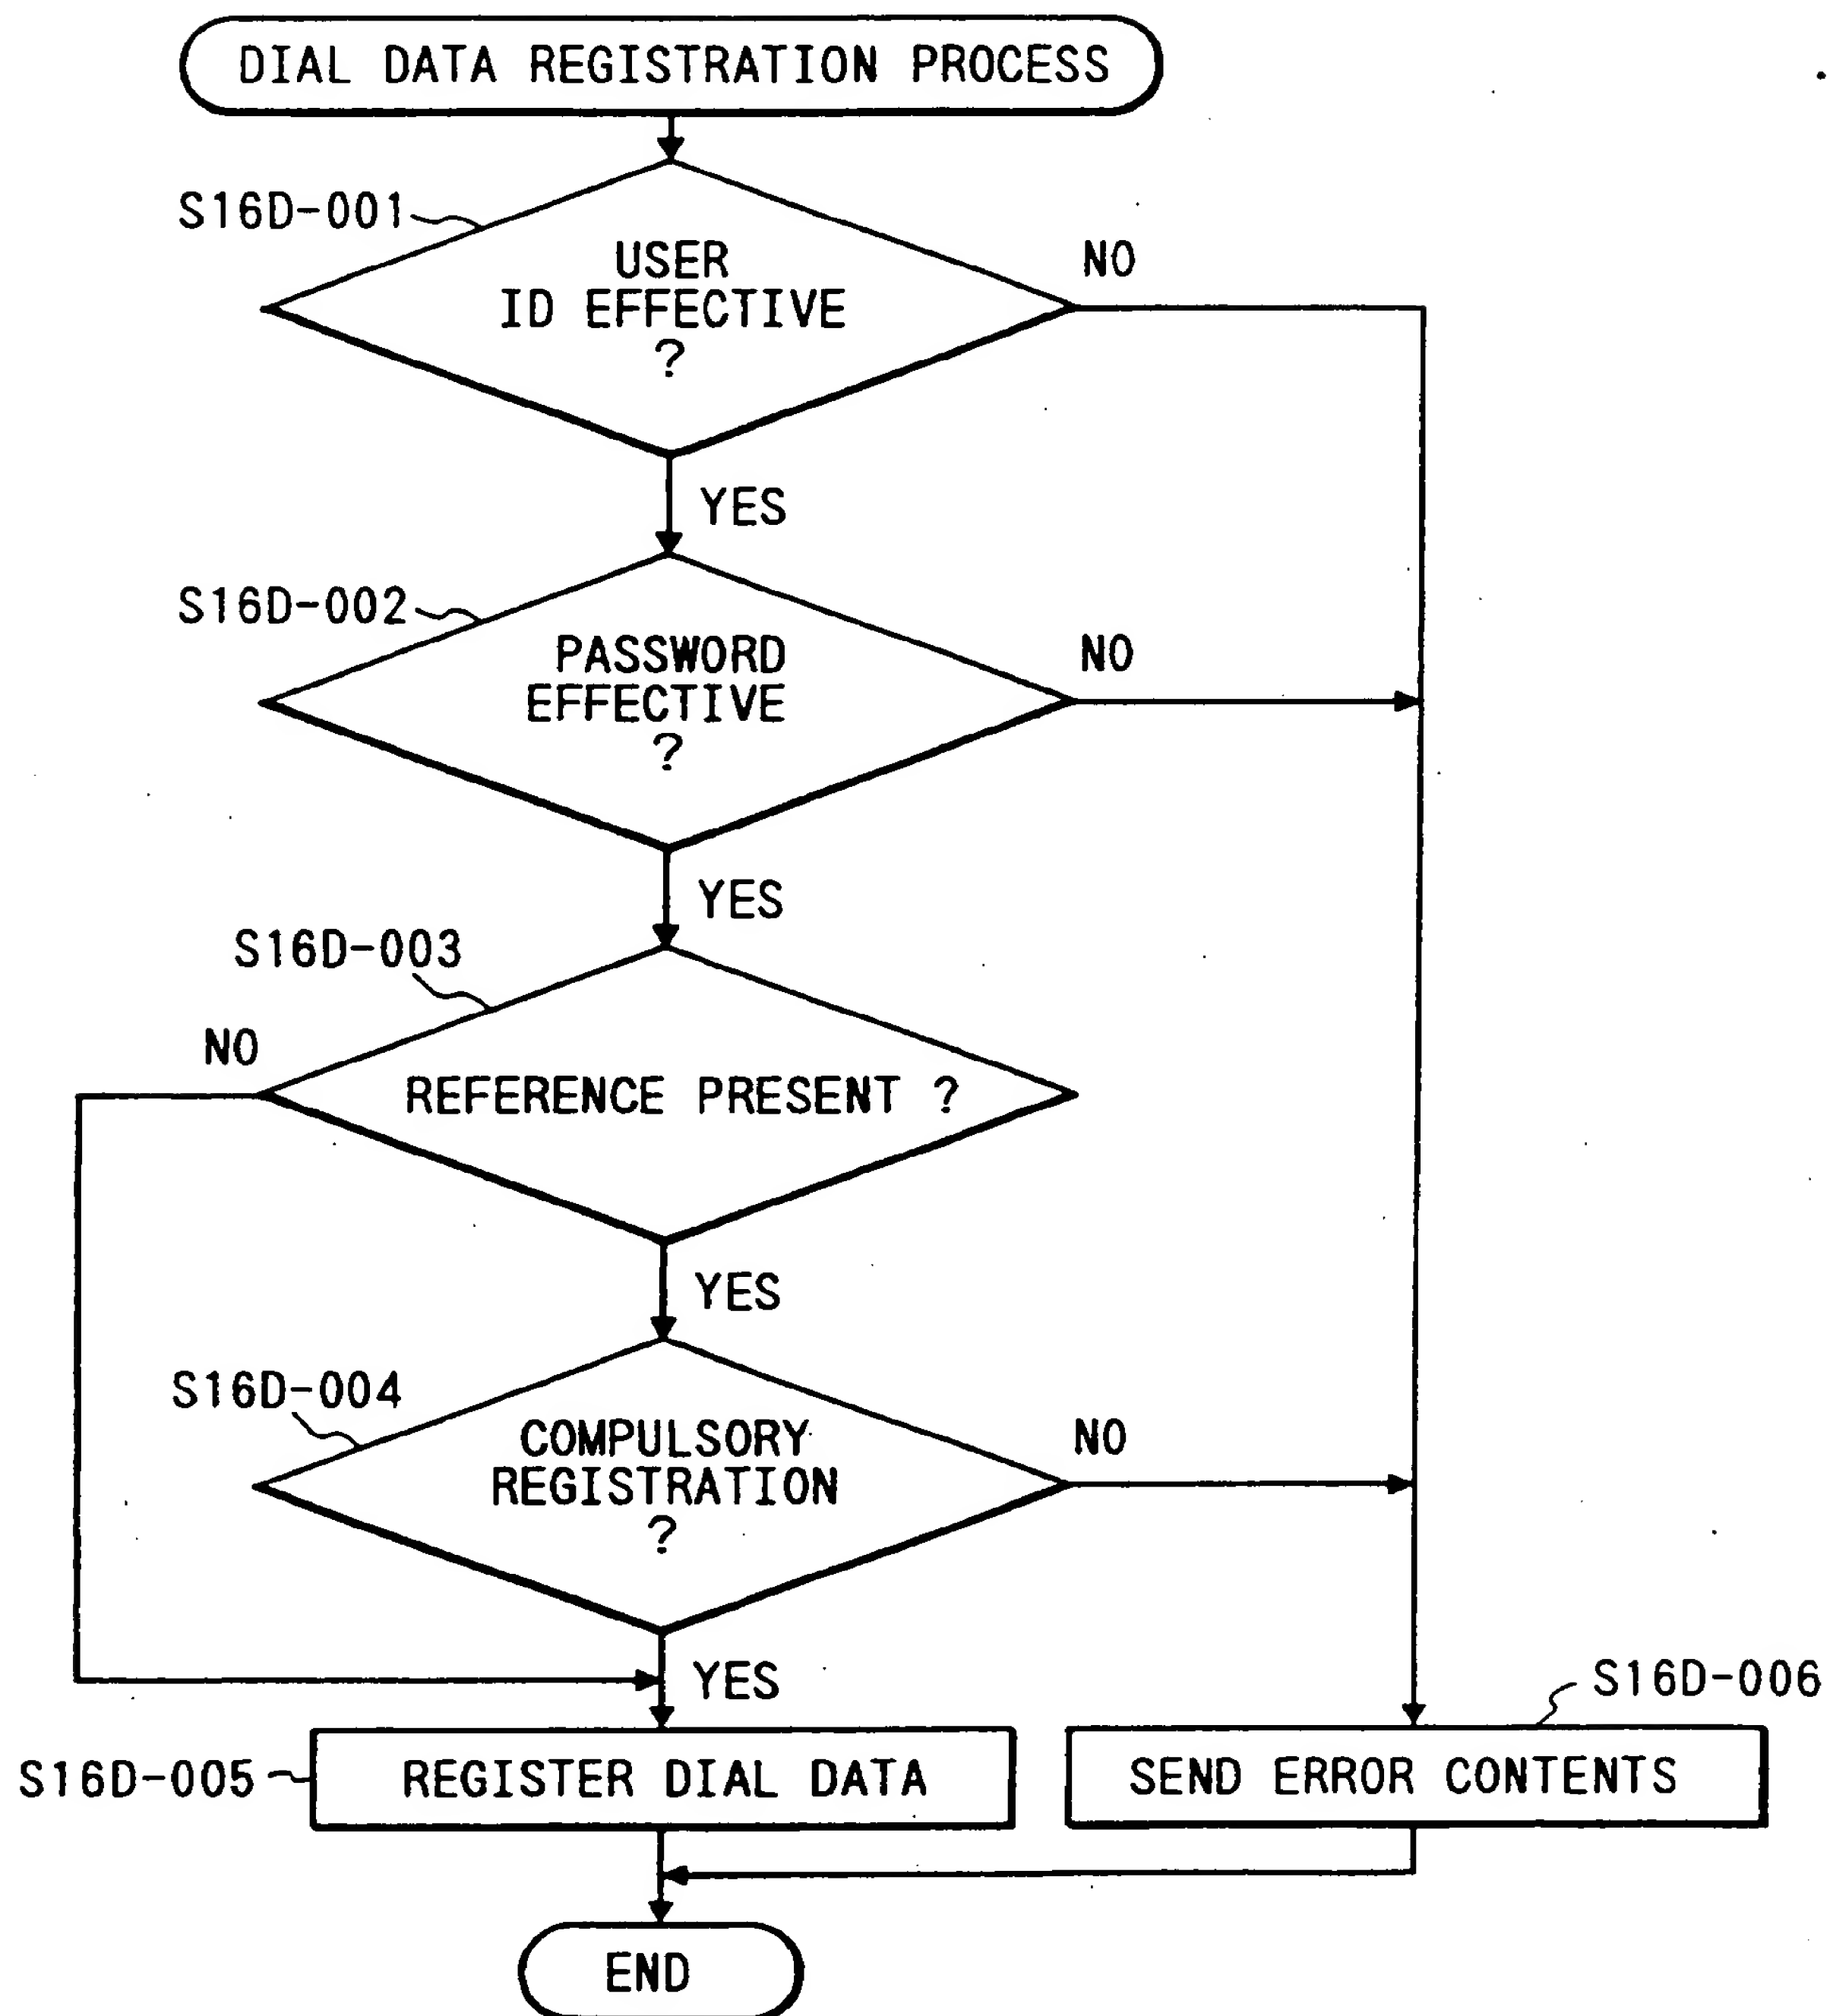 DIAL DATA REGISTRATION PROCESS
S16D-001
USER
ID EFFECTIVE
?
NO
YES
S16D-002
PASSWORD
EFFECTIVE
?
NO
YES
S16D-003
NO
REFERENCE PRESENT ?
YES
S16D-004
COMPULSORY
REGISTRATION
?
NO
YES
S16D-006
S16D-005
REGISTER DIAL DATA
SEND ERROR CONTENTS
END